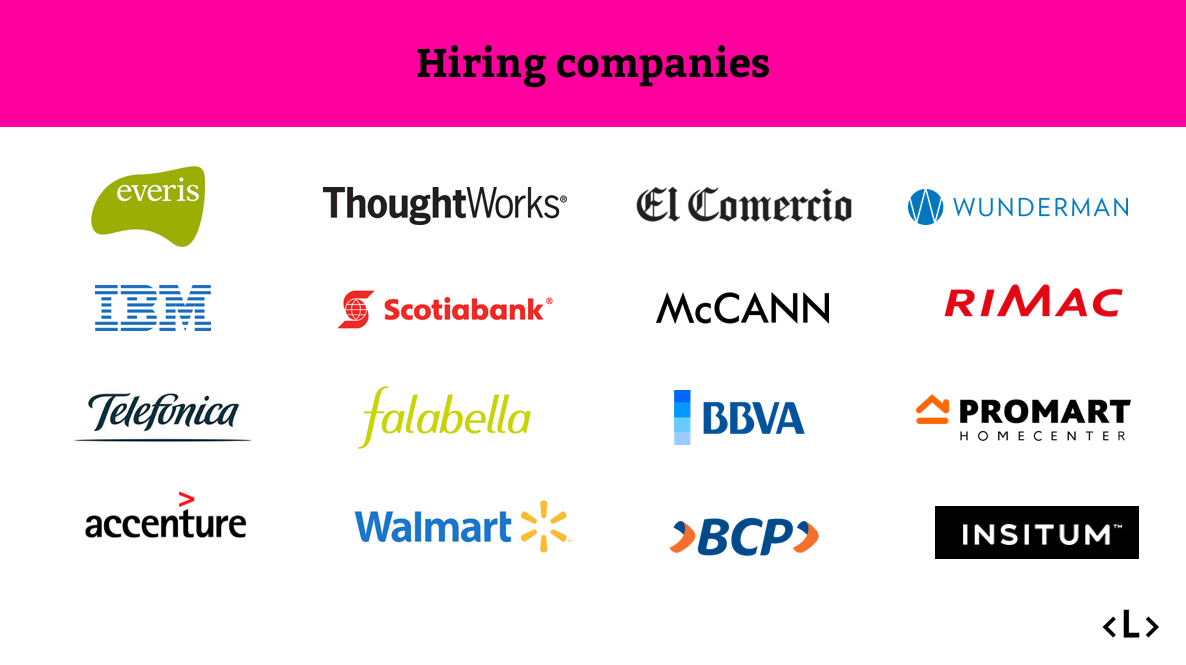 Hiring companies
everis
ThoughtWorks®
El Comercio
WUNDERMAN
IBM
Scotiabank®
McCANN
RIMAC
Telefónica
falabella
BBVA
PROMART
HOMECENTER
>
accenture
Walmart
BCP
INSITUM™
<L>